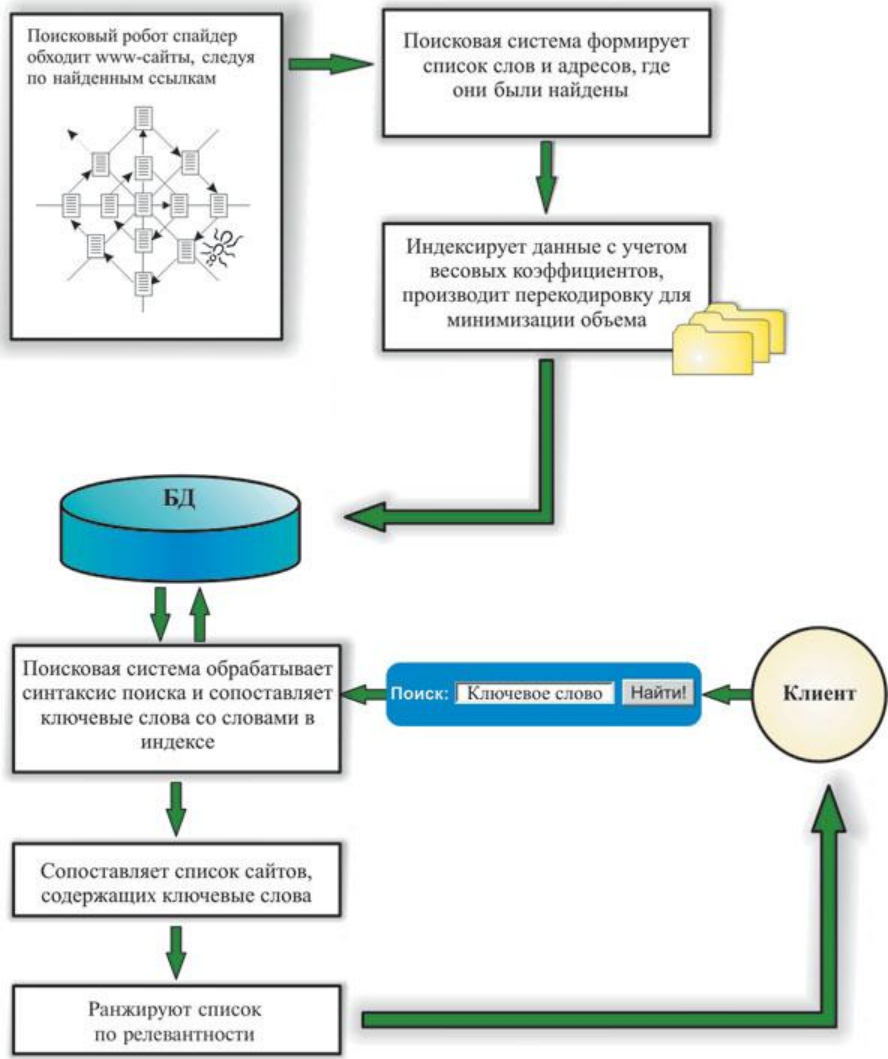 Поисковый робот спайдер
обходит www-сайты, следуя
по найденным ссылкам
Поисковая система формирует
список слов и адресов, где
они были найдены
Индексирует данные с учетом
весовых коэффициентов,
производит перекодировку для
минимизации объема
БД
Поисковая система обрабатывает
синтаксис поиска и сопоставляет
ключевые слова со словами в
индексе
Поиск: Ключевое слово Найти!
Клиент
Сопоставляет список сайтов,
содержащих ключевые слова
Ранжируют список
по релевантности